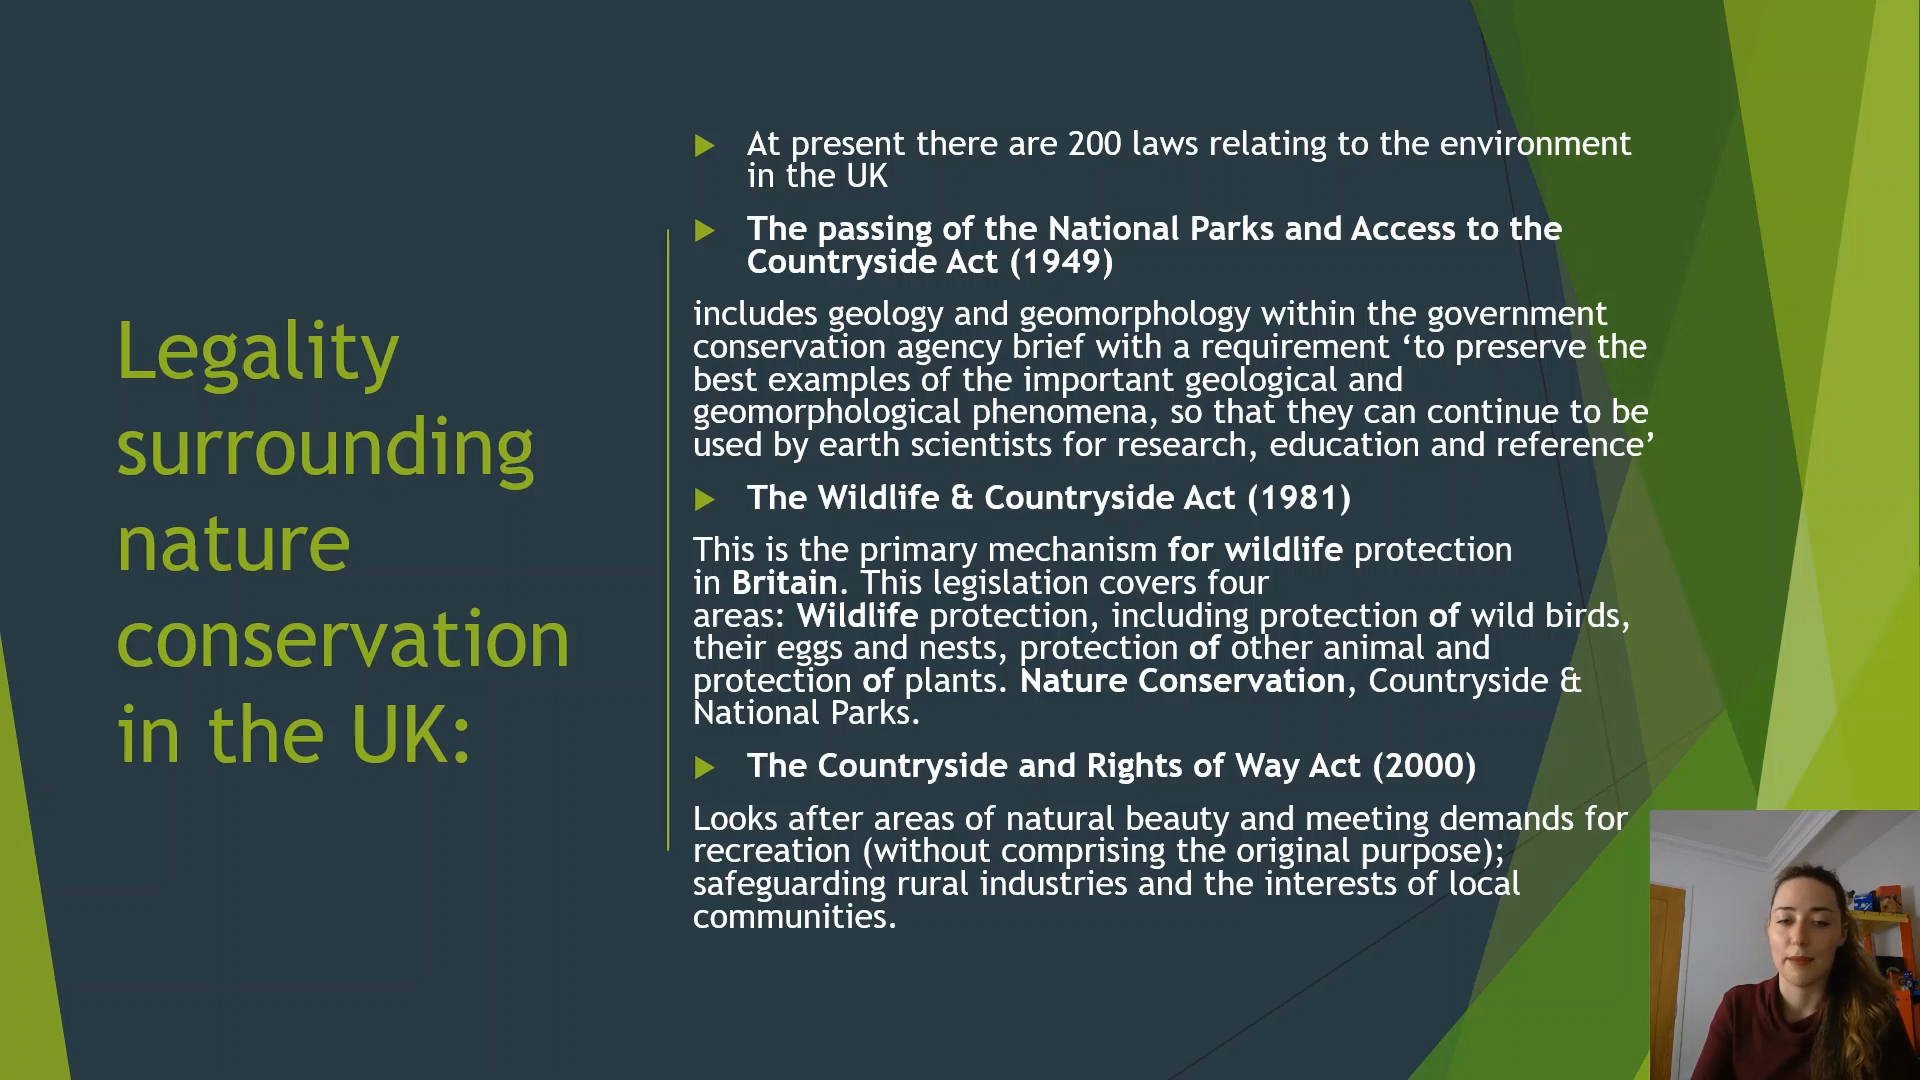 Legality
surrounding
nature
conservation
in the UK:
At present there are 200 laws relating to the environment
in the UK
The passing of the National Parks and Access to the
Countryside Act (1949)
includes geology and geomorphology within the government
conservation agency brief with a requirement ‘to preserve the
best examples of the important geological and
geomorphological phenomena, so that they can continue to be
used by earth scientists for research, education and reference’
The Wildlife & Countryside Act (1981)
This is the primary mechanism for wildlife protection
in Britain. This legislation covers four
areas: Wildlife protection, including protection of wild birds,
their eggs and nests, protection of other animal and
protection of plants. Nature Conservation, Countryside &
National Parks.
The Countryside and Rights of Way Act (2000)
Looks after areas of natural beauty and meeting demands for
recreation (without comprising the original purpose);
safeguarding rural industries and the interests of local
communities.